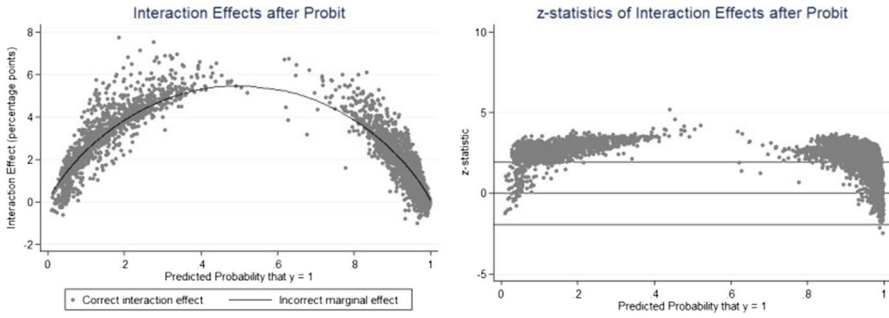 Interaction Effects after Probit
Interaction Effect (percentage points)
8
6
4
2
0
-2
0
.2
.4
.6
.8
1
Predicted Probability that y = 1
Correct interaction effect
Incorrect marginal effect
z-statistics of Interaction Effects after Probit
z-statistic
10
5
0
-5
0
.2
.4
.6
.8
1
Predicted Probability that y = 1